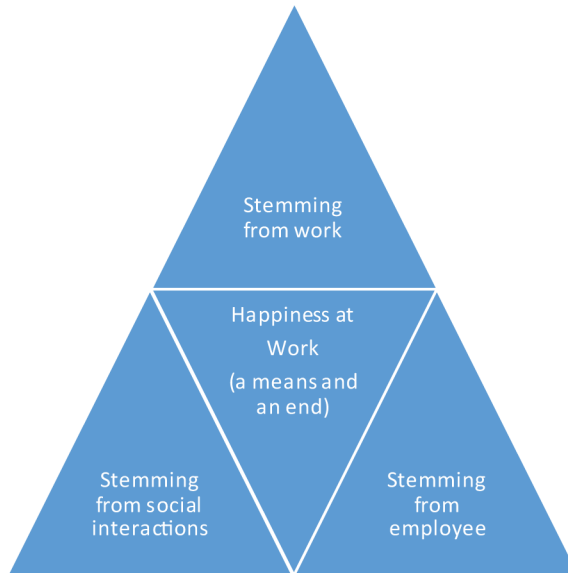 Stemming
from work
Happiness at
Work
(a means and
an end)
Stemming
from social
interactions
Stemming
from
employee